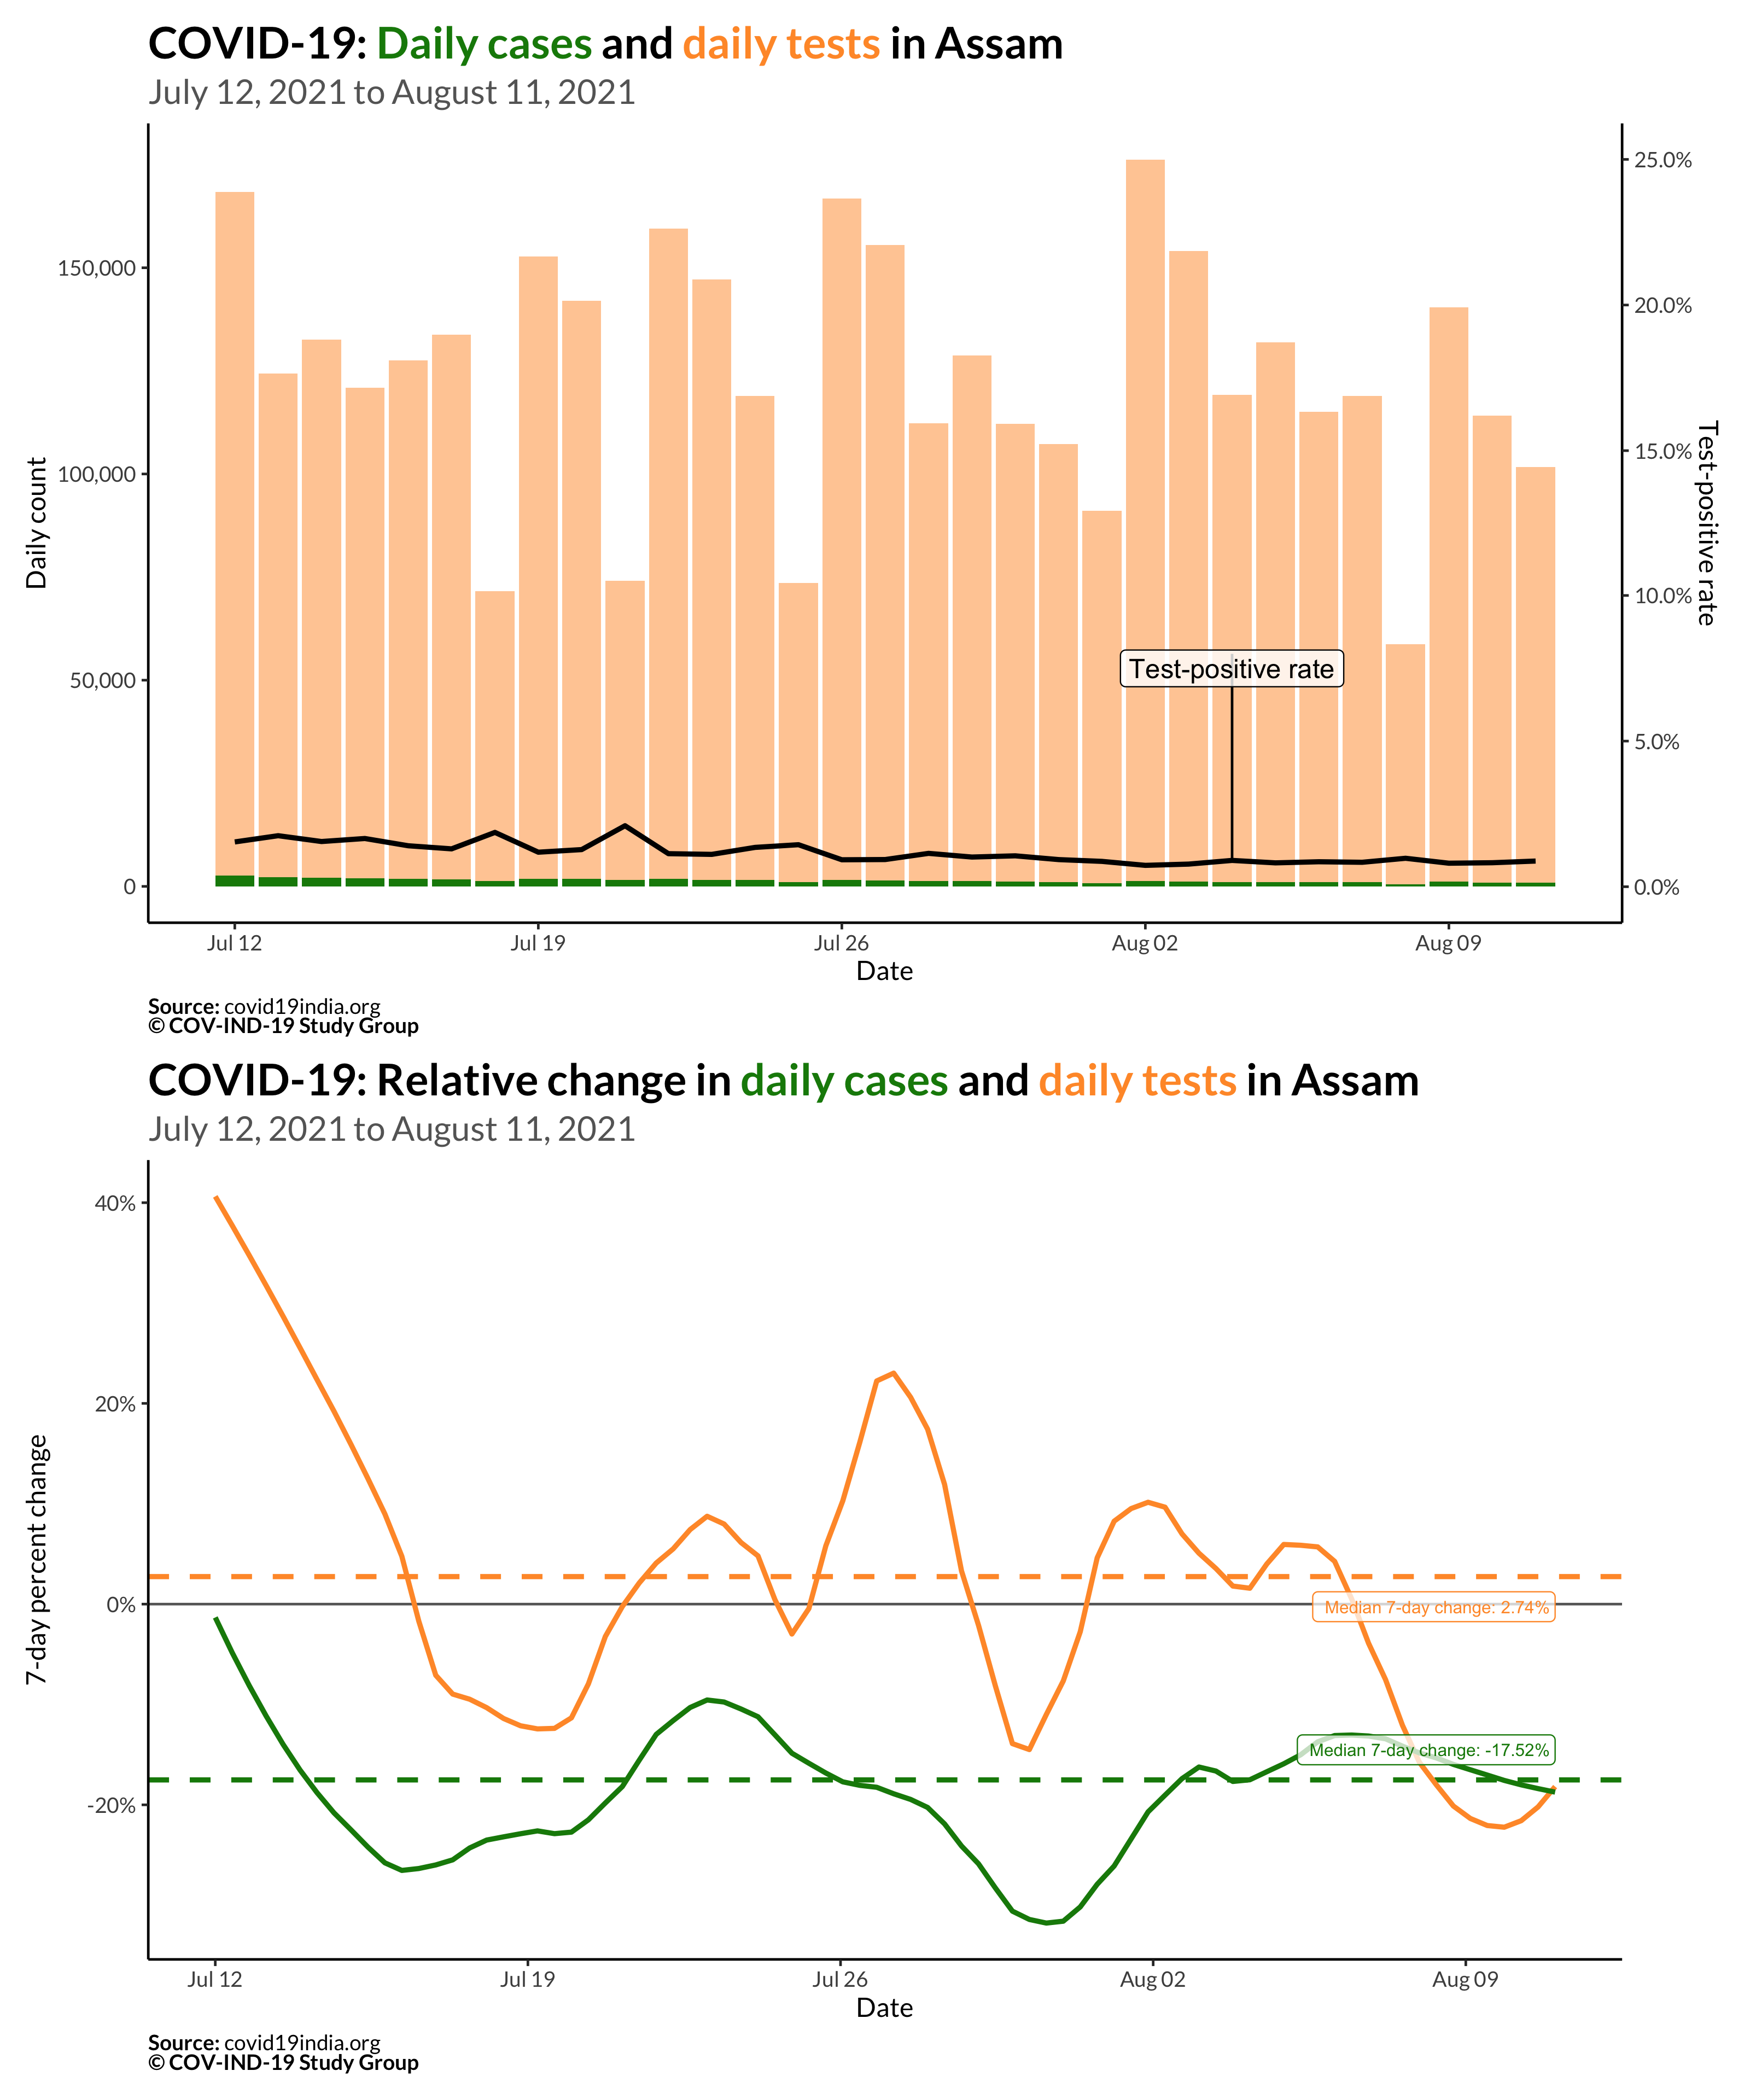 COVID-19: Daily cases and daily tests in Assam
July 12, 2021 to August 11, 2021
150,000
100,000
50,000
0
Daily count
25.0%
20.0%
15.0%
10.0%
5.0%
0.0%
Test-positive rate
Test-positive rate
Jul 12
Jul 19
Jul 26
Aug 02
Aug 09
Date
Source: covid19india.org
© COV-IND-19 Study Group
COVID-19: Relative change in daily cases and daily tests in Assam
July 12, 2021 to August 11, 2021
40%
20%
0%
-20%
7-day percent change
Median 7-day change: 2.74%
Median 7-day change: -17.52%
Jul 12
Jul 19
Jul 26
Aug 02
Aug 09
Date
Source: covid19india.org
© COV-IND-19 Study Group